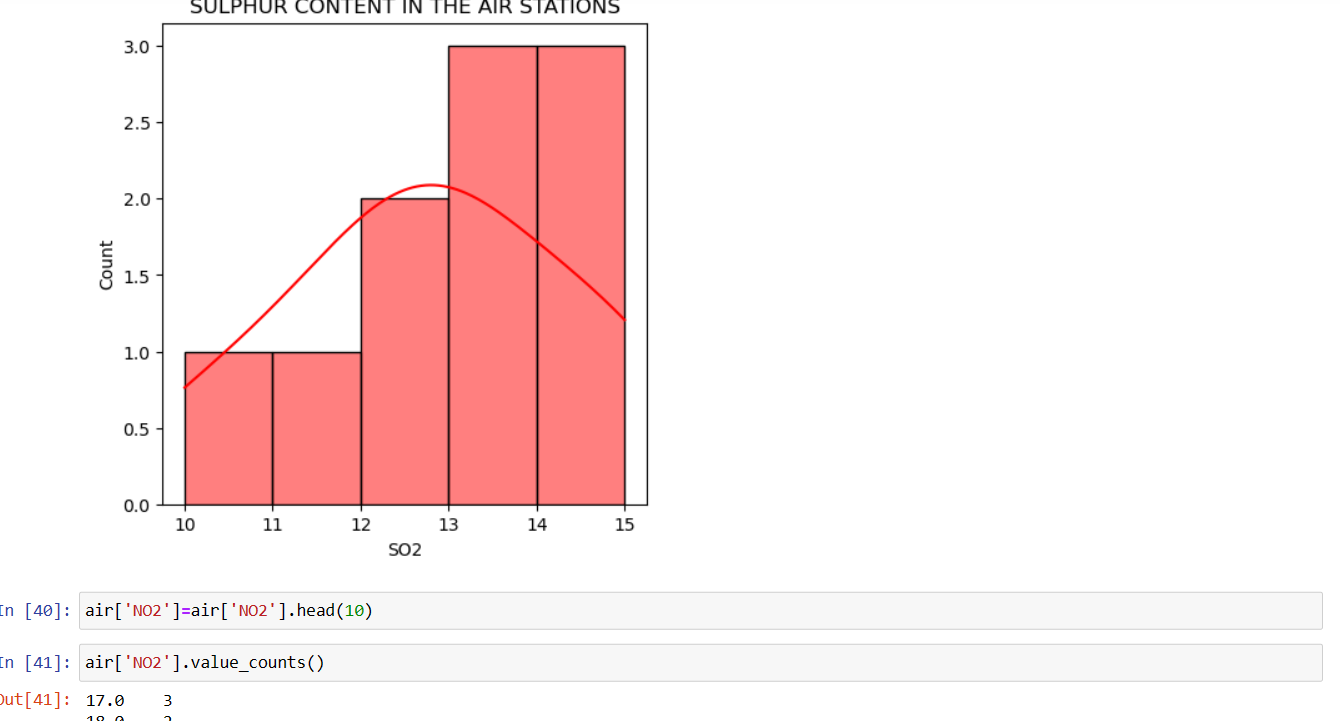 SULPHUR CONTENT IN THE AIR STATIONS
3.0
2.5
2.0
1.5
1.0
0.5
0.0
Count
10 11 12 13 14 15
SO2
In [40]: air['NO2']=air['NO2'].head(10)
In [41]: air['NO2'].value_counts()
Out[41]: 17.0 3
18.0